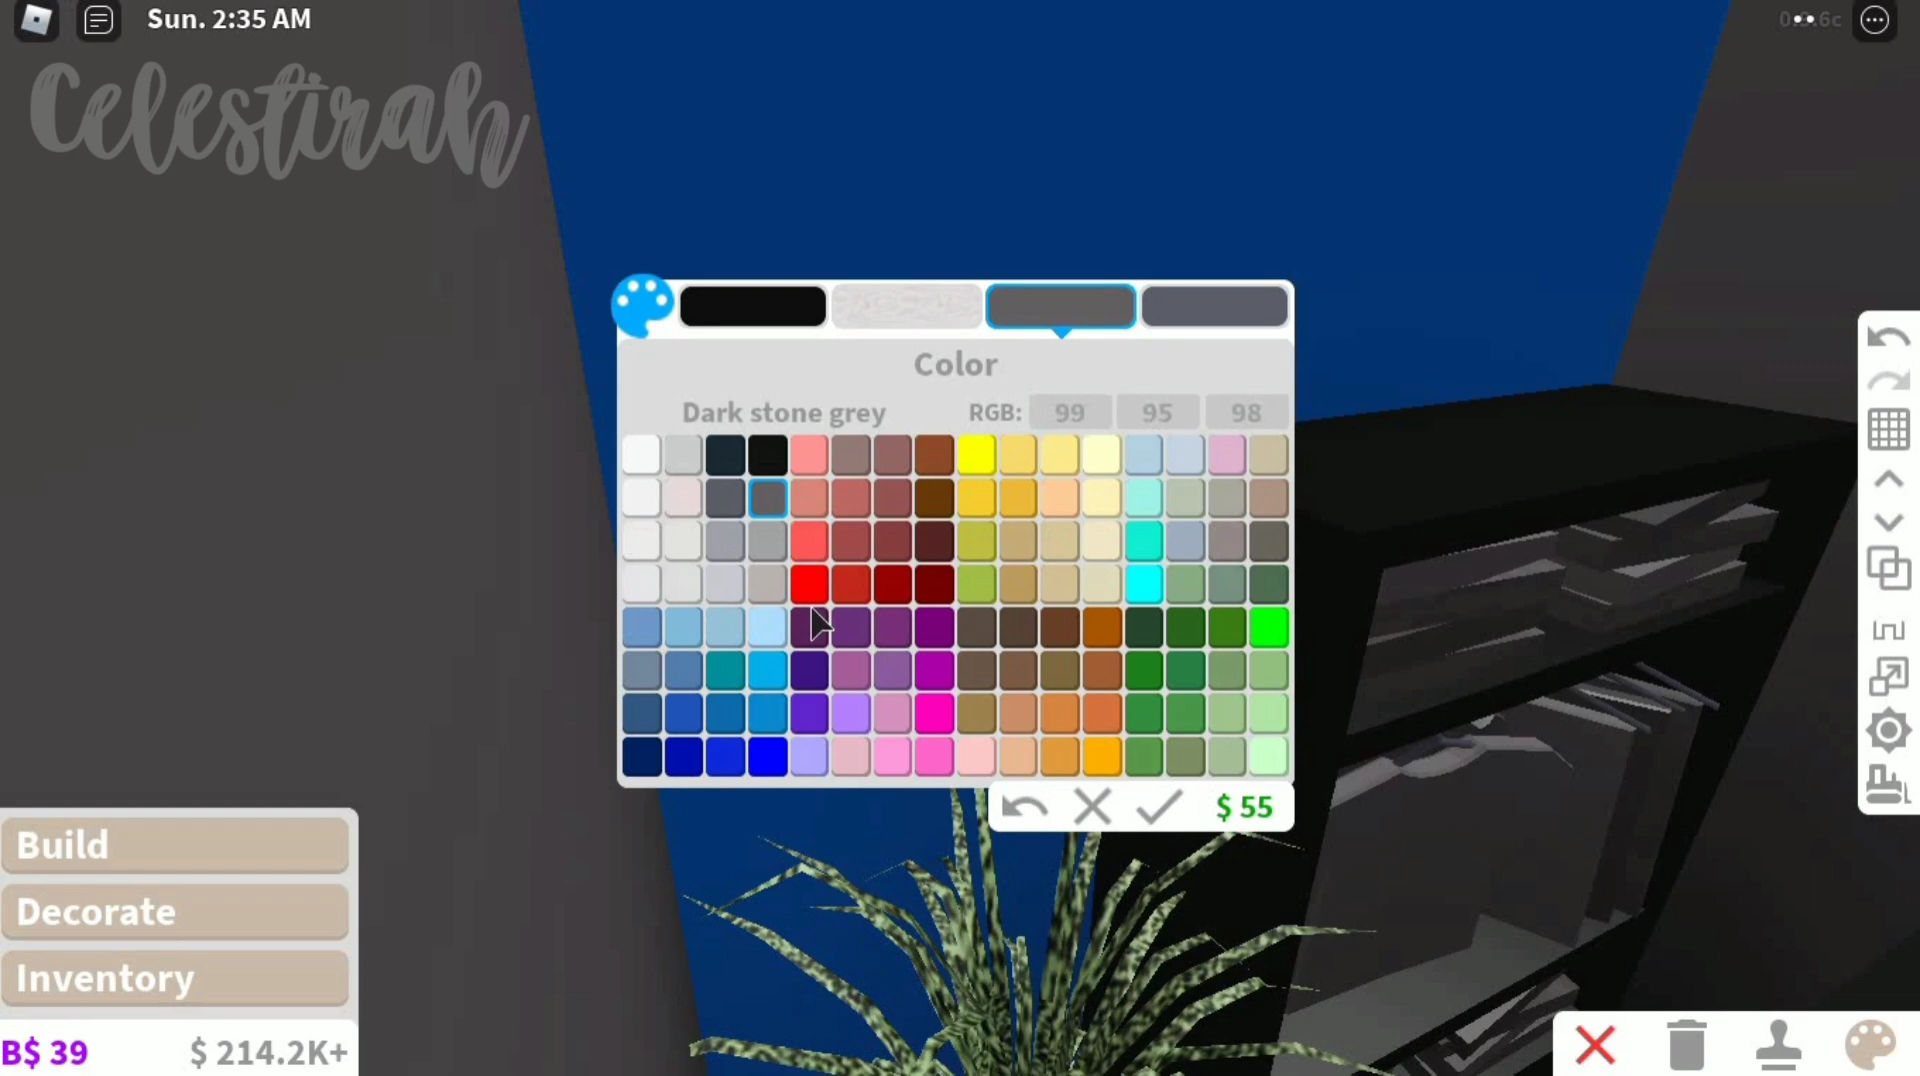 Sun. 2:35 AM
Celestirah
Color
Dark stone grey RGB: 99 95 98
$ 55
Build
Decorate
Inventory
B$ 39 $ 214.2K+